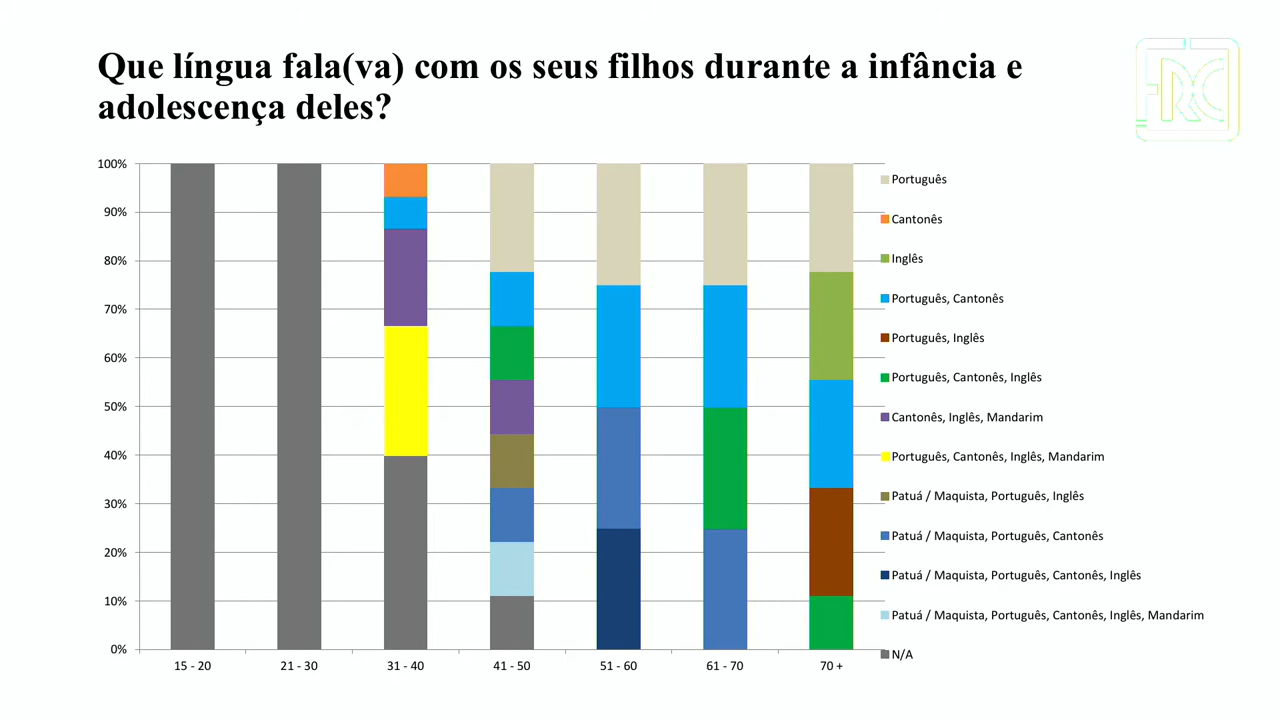 Que língua fala(va) com os seus filhos durante a infância e
adolescença deles?
FRC
100%
90%
80%
70%
60%
50%
40%
30%
20%
10%
0%
15 - 20
21 - 30
31 - 40
41 - 50
51 - 60
61 - 70
70 +
Português
Cantonês
Inglês
Português, Cantonês
Português, Inglês
Português, Cantonês, Inglês
Cantonês, Inglês, Mandarim
Português, Cantonês, Inglês, Mandarim
Patuá / Maquista, Português, Inglês
Patuá / Maquista, Português, Cantonês
Patuá / Maquista, Português, Cantonês, Inglês
Patuá / Maquista, Português, Cantonês, Inglês, Mandarim
N/A